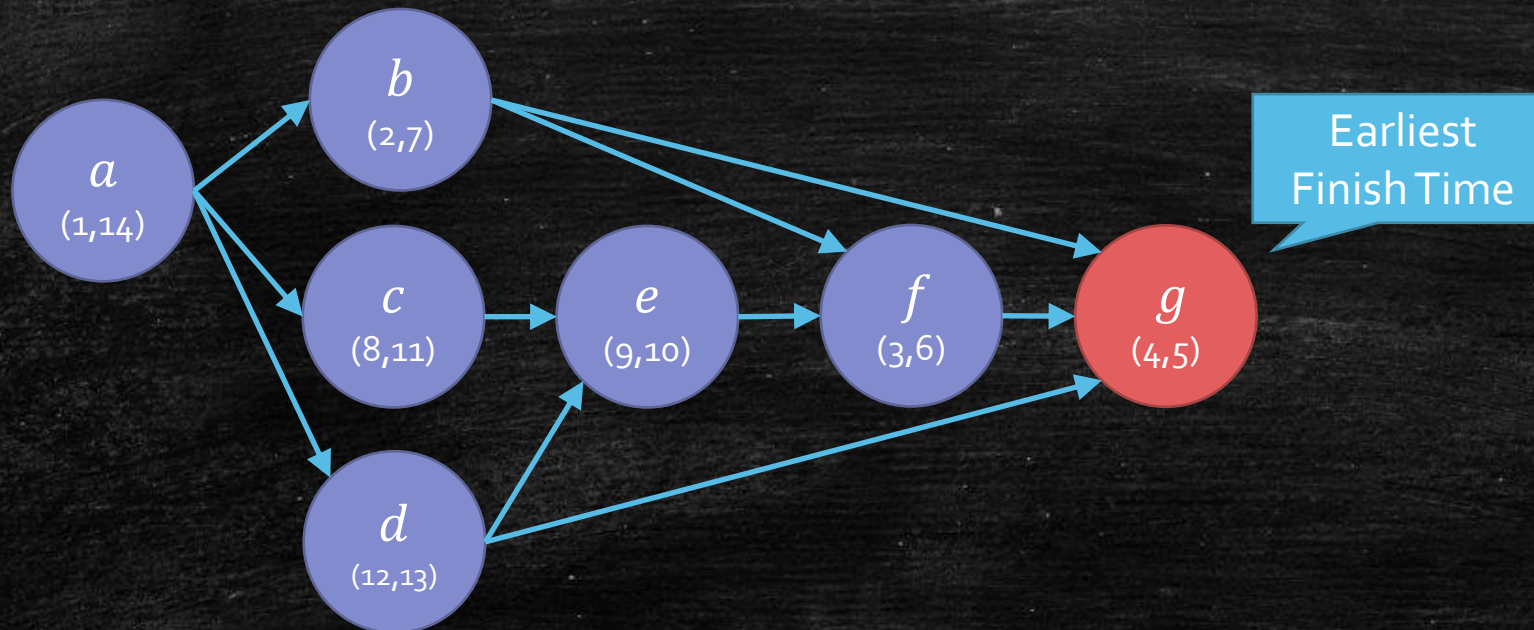 a
(1,14)
b
(2,7)
c
(8,11)
d
(12,13)
e
(9,10)
f
(3,6)
g
(4,5)
Earliest
Finish Time